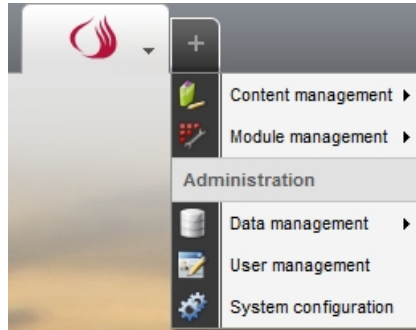 Content management
Module management
Administration
Data management
User management
System configuration